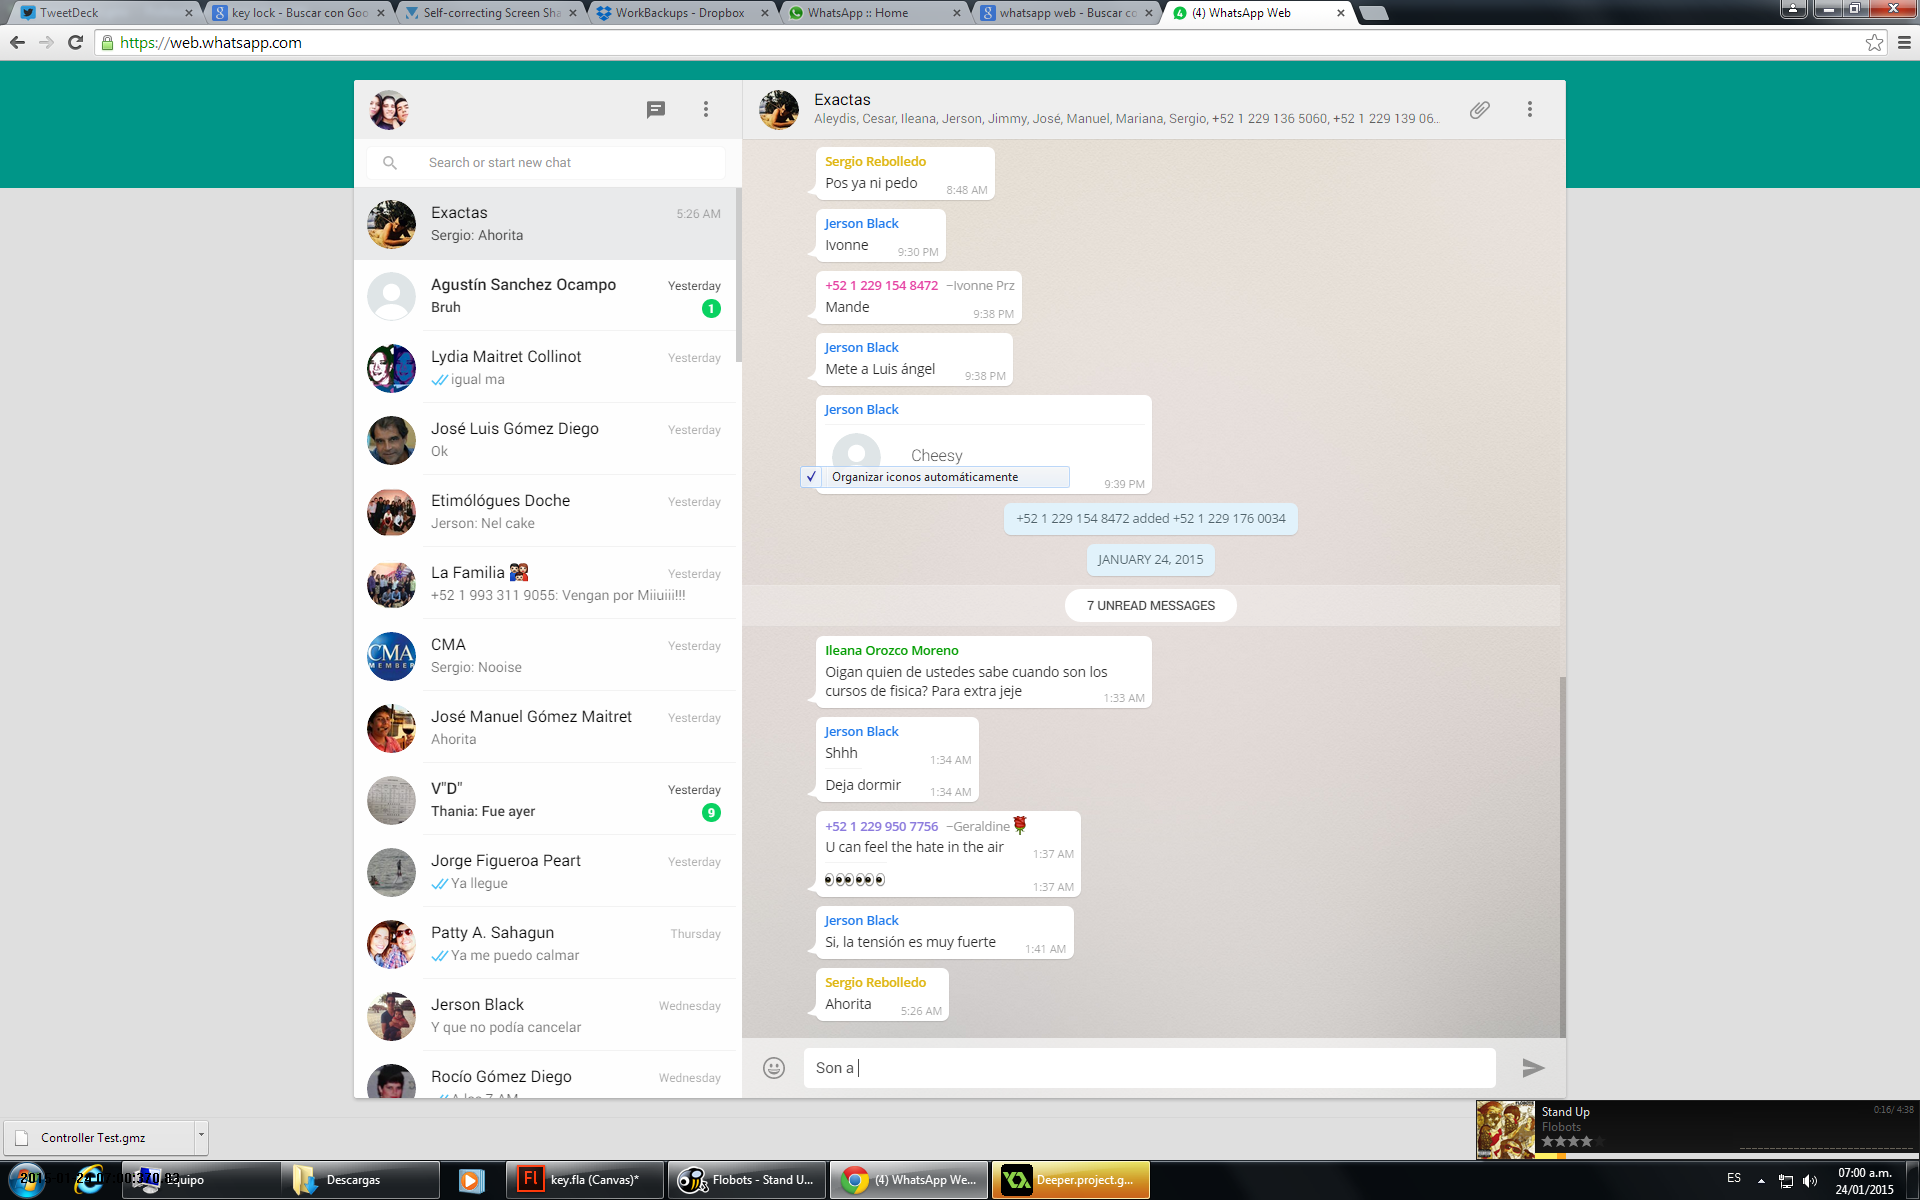 TweetDeck
key lock - Buscar con Goo
Self-correcting Screen Sha
WorkBackups - Dropbox
WhatsApp :: Home
whatsapp web - Buscar co
(4) WhatsApp Web
https://web.whatsapp.com
Search or start new chat
Exactas
5:26 AM
Sergio: Ahorita
Agustín Sanchez Ocampo
Yesterday
Bruh
1
Lydia Maitret Collinot
Yesterday
igual ma
José Luis Gómez Diego
Yesterday
Ok
Etimólógues Doche
Yesterday
Jerson: Nel cake
La Familia
Yesterday
+52 1 993 311 9055: Vengan por Miiuiii!!!
CMA
Yesterday
Sergio: Nooise
CMA
MEMBER
José Manuel Gómez Maitret
Yesterday
Ahorita
V"D"
Yesterday
Thania: Fue ayer
9
Jorge Figueroa Peart
Yesterday
Ya llegue
Patty A. Sahagun
Thursday
Ya me puedo calmar
Jerson Black
Wednesday
Y que no podía cancelar
Rocío Gómez Diego
Wednesday
A las 7 AM
Exactas
Aleydis, Cesar, Ileana, Jerson, Jimmy, José, Manuel, Mariana, Sergio, +52 1 229 136 5060, +52 1 229 139 06...
Sergio Rebolledo
Pos ya ni pedo
8:48 AM
Jerson Black
Ivonne
9:30 PM
+52 1 229 154 8472 ~Ivonne Prz
Mande
9:38 PM
Jerson Black
Mete a Luis ángel
9:38 PM
Jerson Black
Cheesy
Organizar iconos automáticamente
9:39 PM
+52 1 229 154 8472 added +52 1 229 176 0034
JANUARY 24, 2015
7 UNREAD MESSAGES
Ileana Orozco Moreno
Oigan quien de ustedes sabe cuando son los
cursos de fisica? Para extra jeje
1:33 AM
Jerson Black
Shhh
1:34 AM
Deja dormir
1:34 AM
+52 1 229 950 7756 ~Geraldine
U can feel the hate in the air
1:37 AM
1:37 AM
Jerson Black
Si, la tensión es muy fuerte
1:41 AM
Sergio Rebolledo
Ahorita
5:26 AM
Son a
Stand Up
0:16/ 4:38
Flobots
Controller Test.gmz
Equipo
Descargas
key.fla (Canvas)*
Flobots - Stand U...
(4) WhatsApp We...
Deeper.project.g...
ES
07:00 a.m.
24/01/2015